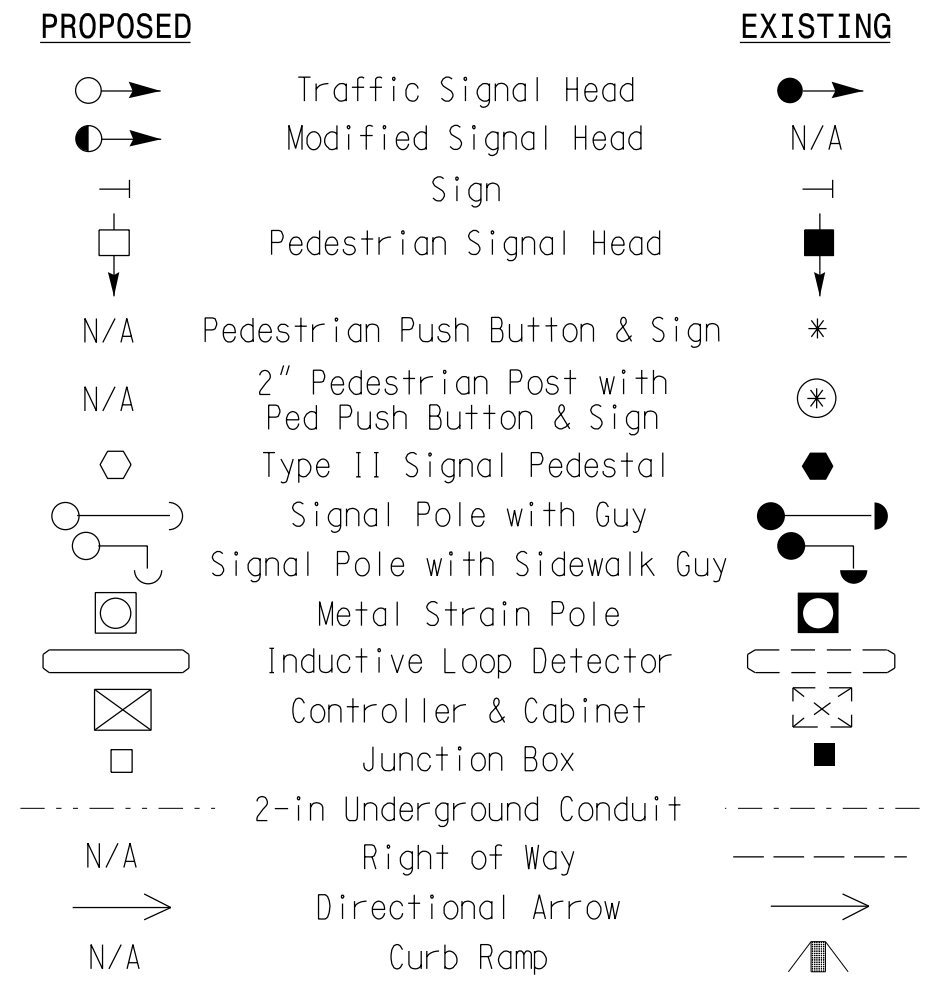 PROPOSED EXISTING
Traffic Signal Head
Modified Signal Head N/A
Sign
Pedestrian Signal Head
N/A Pedestrian Push Button & Sign
2" Pedestrian Post with
N/A
Ped Push Button & Sign
Type II Signal Pedestal
Signal Pole with Guy
Signal Pole with Sidewalk Guy
Metal Strain Pole
Inductive Loop Detector
Controller & Cabinet
Junction Box
2-in Underground Conduit
N/A Right of Way
Directional Arrow
N/A Curb Ramp